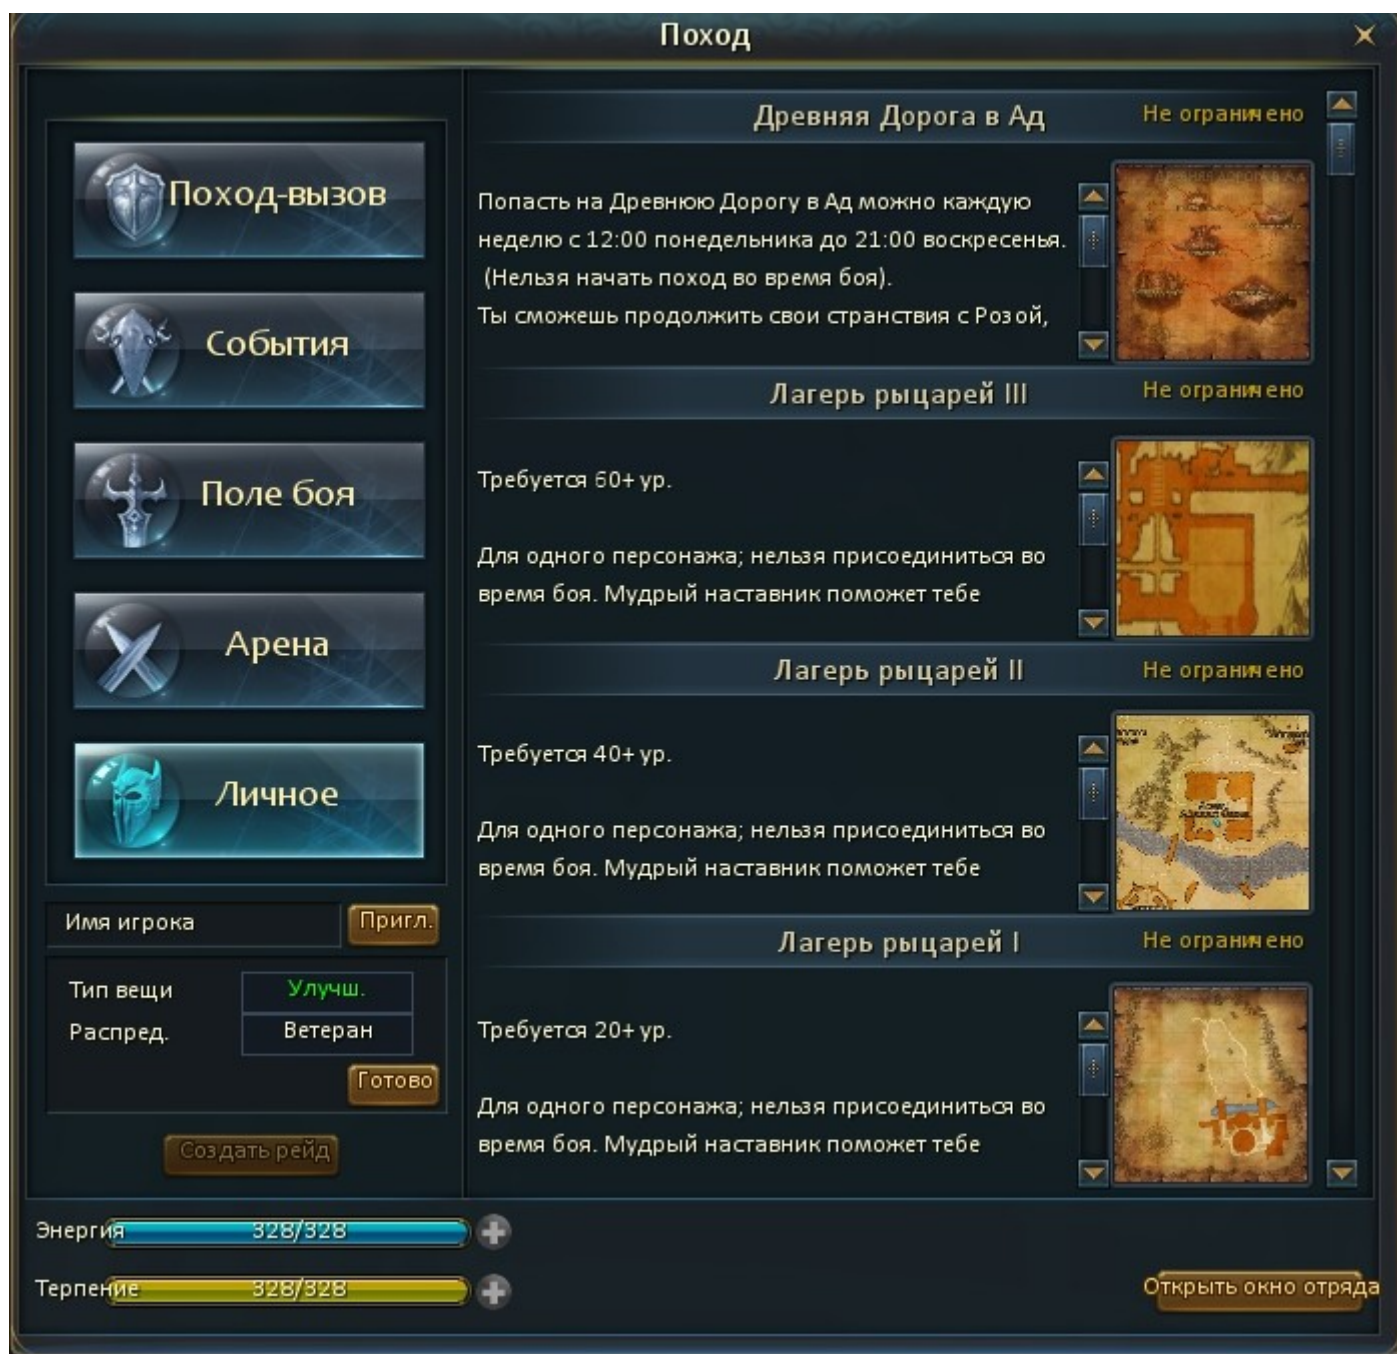 Поход
Поход-вызов
События
Поле боя
Арена
Личное
Имя игрока
Пригл.
Тип вещи
Улучш.
Распред.
Ветеран
Готово
Создать рейд
Древняя Дорога в Ад
Не ограничено
Попасть на Древнюю Дорогу в Ад можно каждую
неделю с 12:00 понедельника до 21:00 воскресенья.
(Нельзя начать поход во время боя).
Ты сможешь продолжить свои странствия с Розой,
Лагерь рыцарей III
Не ограничено
Требуется 60+ ур.
Для одного персонажа; нельзя присоединиться во
время боя. Мудрый наставник поможет тебе
Лагерь рыцарей II
Не ограничено
Требуется 40+ ур.
Для одного персонажа; нельзя присоединиться во
время боя. Мудрый наставник поможет тебе
Лагерь рыцарей I
Не ограничено
Требуется 20+ ур.
Для одного персонажа; нельзя присоединиться во
время боя. Мудрый наставник поможет тебе
Энергия 328/328
Терпение 328/328
Открыть окно отряда